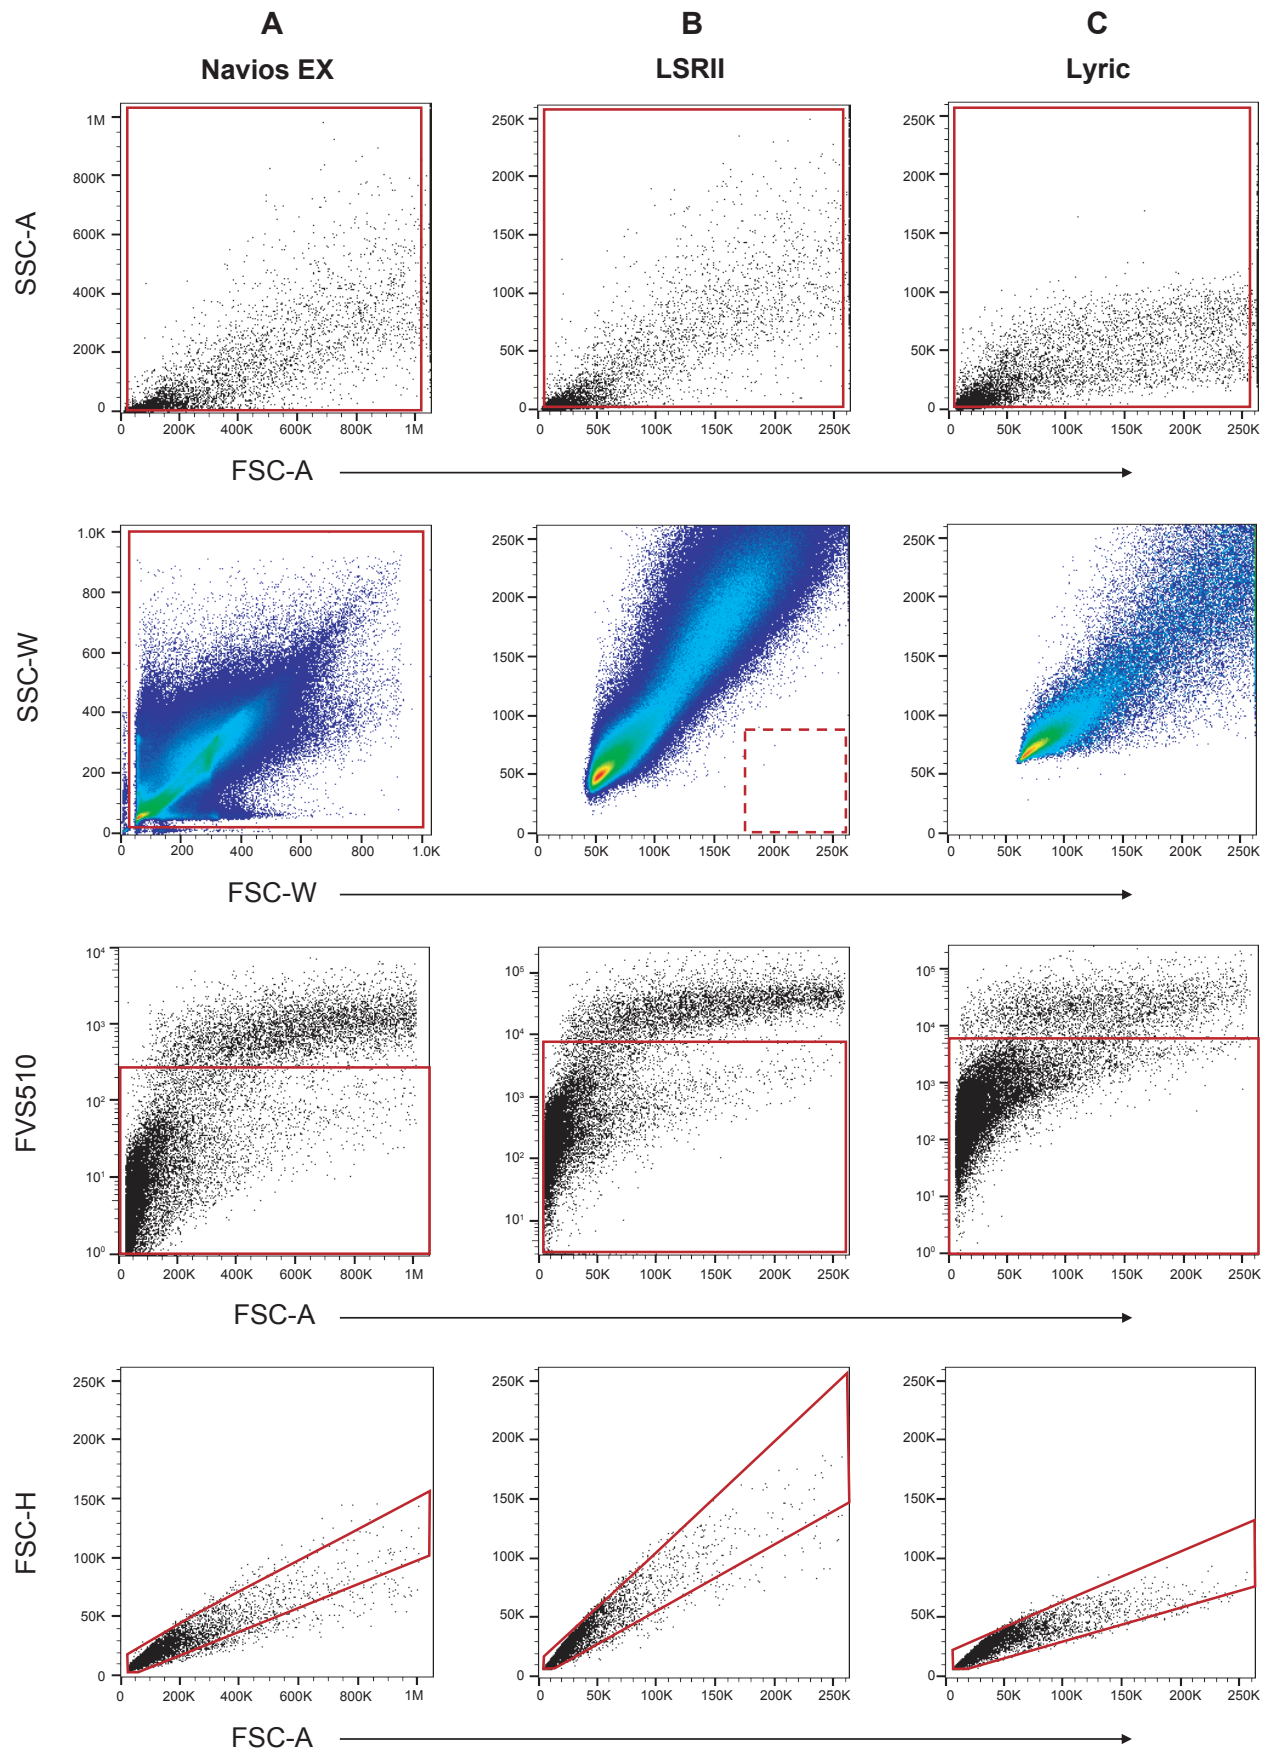 A B C
Navios EX LSRII Lyric
SSC-A
1M
800K
600K
400K
200K
0
0 200K 400K 600K 800K 1M
250K
200K
150K
100K
50K
0
0 50K 100K 150K 200K 250K
250K
200K
150K
100K
50K
0
0 50K 100K 150K 200K 250K
FSC-A
SSC-W
1.0K
800
600
400
200
0
0 200 400 600 800 1.0K
250K
200K
150K
100K
50K
0
0 50K 100K 150K 200K 250K
250K
200K
150K
100K
50K
0
0 50K 100K 150K 200K 250K
FSC-W
FVS510
10⁴
10³
10²
10¹
10⁰
0 200K 400K 600K 800K 1M
10⁵
10⁴
10³
10²
10¹
0 50K 100K 150K 200K 250K
10⁵
10⁴
10³
10²
10¹
10⁰
0 50K 100K 150K 200K 250K
FSC-A
FSC-H
250K
200K
150K
100K
50K
0
0 200K 400K 600K 800K 1M
250K
200K
150K
100K
50K
0
0 50K 100K 150K 200K 250K
250K
200K
150K
100K
50K
0
0 50K 100K 150K 200K 250K
FSC-A